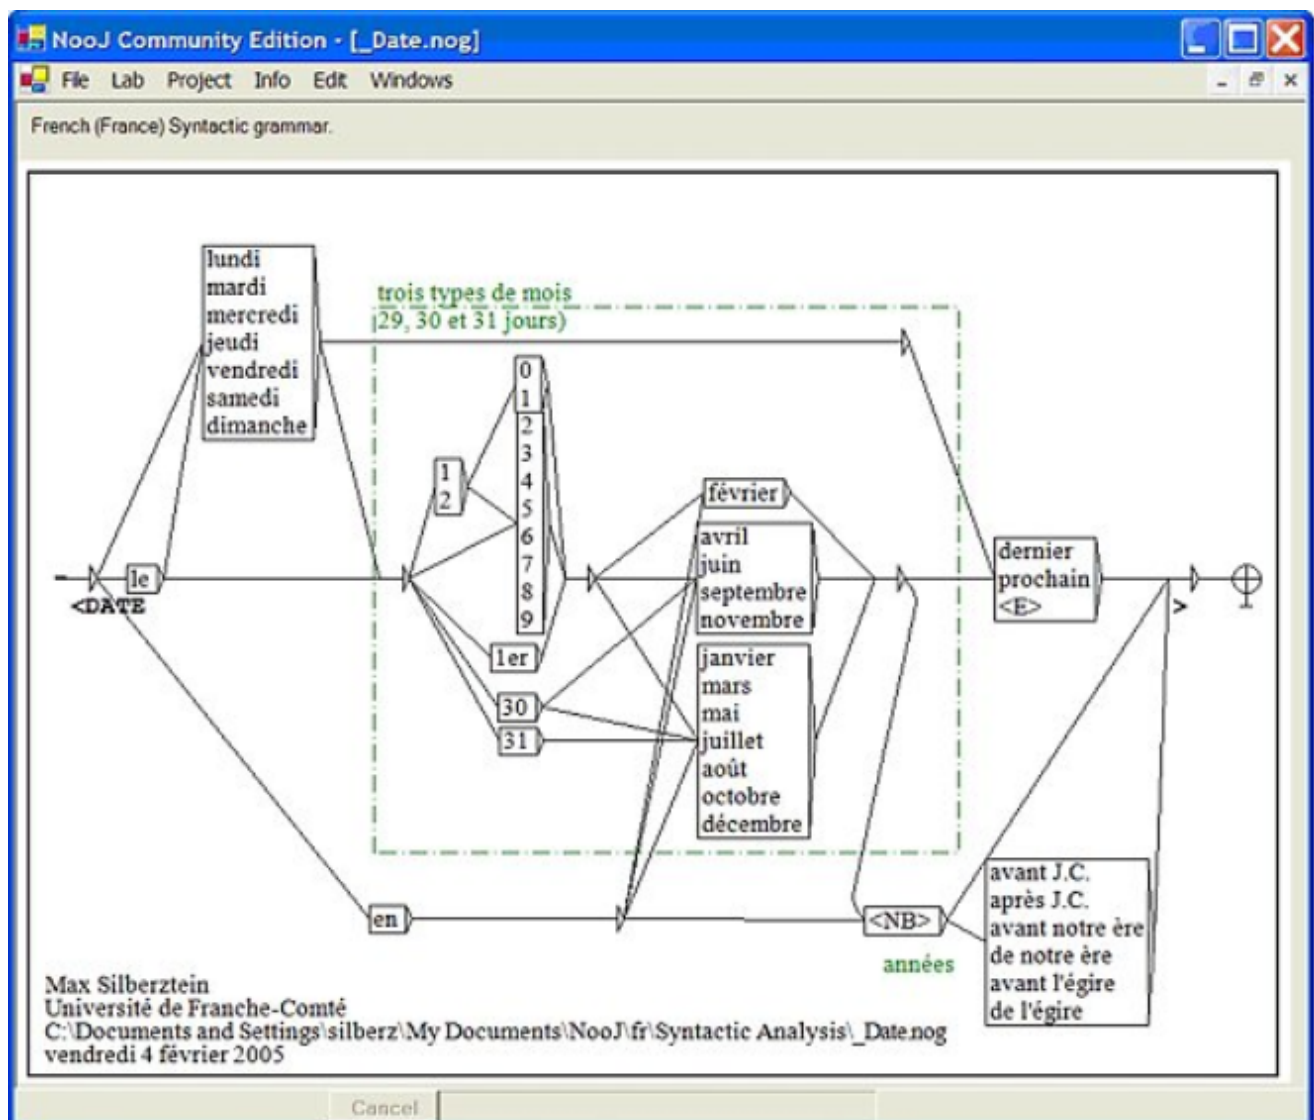 NooJ Community Edition - [_Date.nog]
File Lab Project Info Edit Windows
French (France) Syntactic grammar.
lundi
mardi
mercredi
jeudi
vendredi
samedi
dimanche
trois types de mois
29, 30 et 31 jours)
0
1
2
3
4
5
6
7
8
9
1
2
le
<DATE
1er
30
31
février
avril
juin
septembre
novembre
janvier
mars
mai
juillet
août
octobre
décembre
dernier
prochain
<E>
>
en
<NB>
années
avant J.C.
après J.C.
avant notre ère
de notre ère
avant l'égire
de l'égire
Max Silberztein
Université de Franche-Comté
C:\Documents and Settings\silberz\My Documents\NooJ\fr\Syntactic Analysis\_Date.nog
vendredi 4 février 2005
Cancel